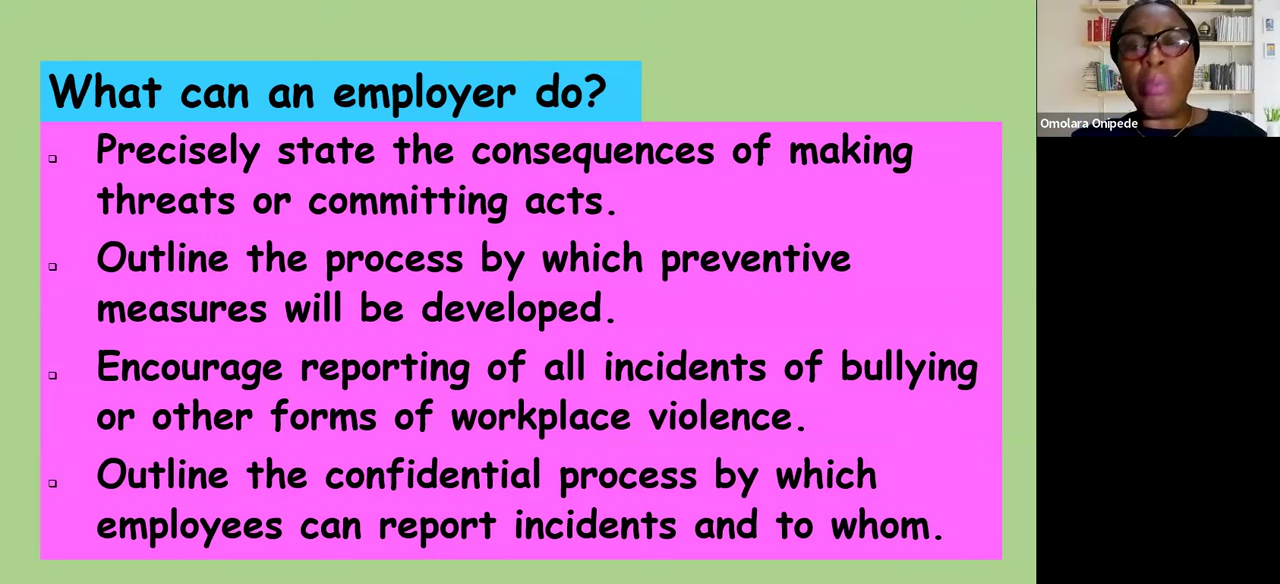 What can an employer do?
Precisely state the consequences of making
threats or committing acts.
Outline the process by which preventive
measures will be developed.
Encourage reporting of all incidents of bullying
or other forms of workplace violence.
Outline the confidential process by which
employees can report incidents and to whom.
Omolara Onipede